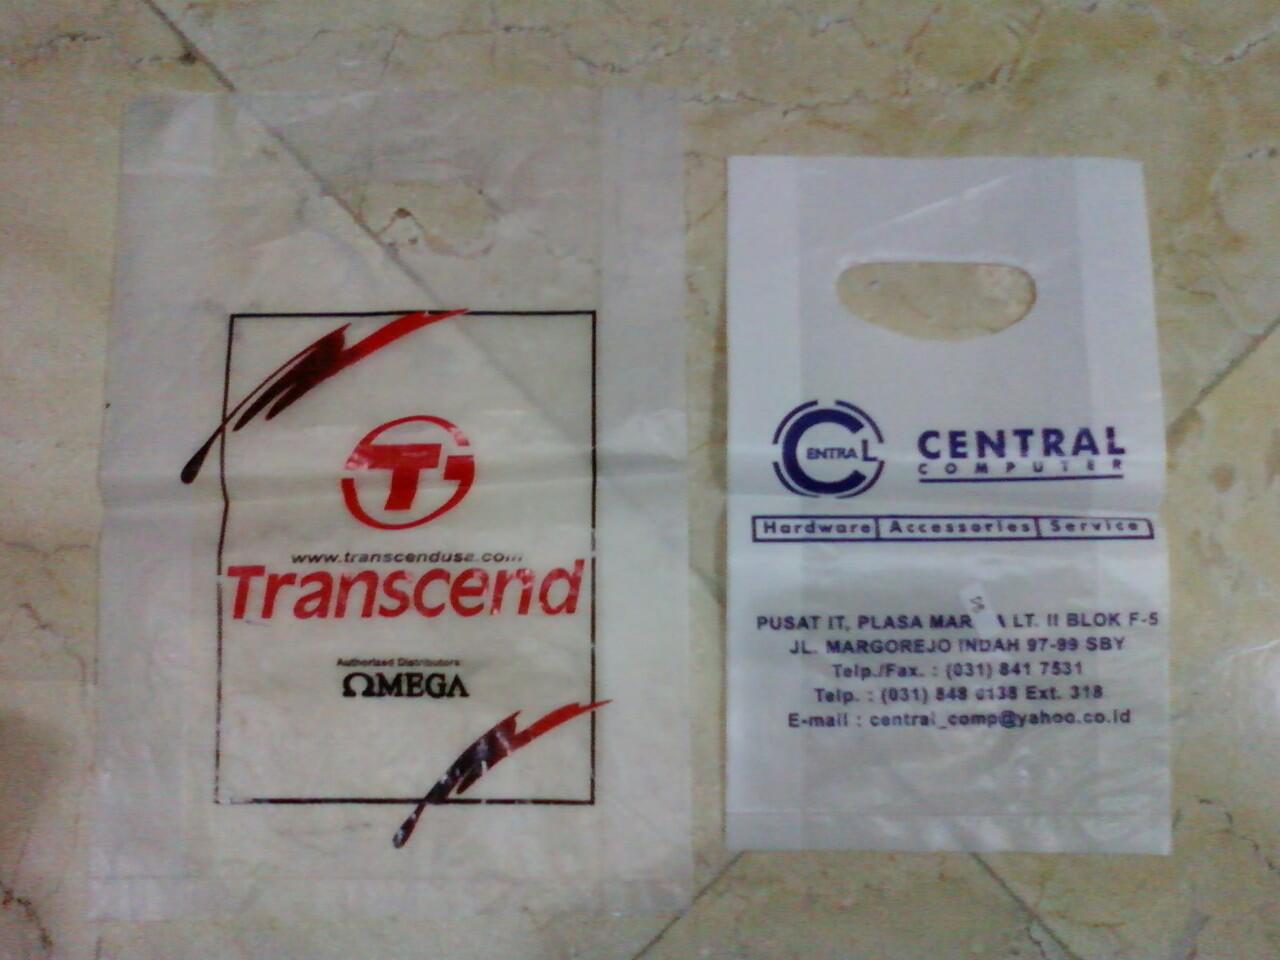 T
www.transcendusa.com
Transcend
Authorized Distributors
ΩMEGA
CENTRAL
CENTRAL
COMPUTER
Hardware Accessories Service
PUSAT IT, PLASA LT. II BLOK F-5
JL. MARGOREJO INDAH 97-99 SBY
Telp./Fax. : (031) 841 7531
Telp. : (031) 848 Ext. 318
E-mail : central_comp@yahoo.co.id